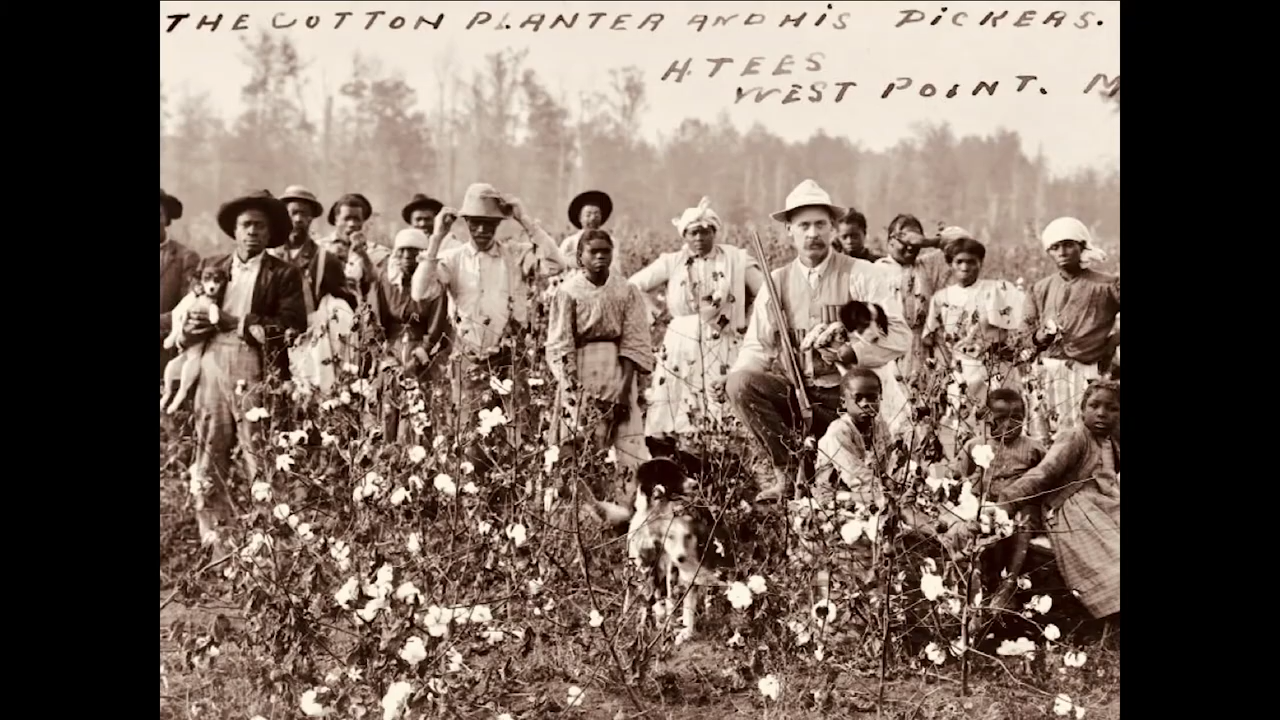 THE COTTON PLANTER AND HIS PICKERS.
H. TEES
WEST POINT. M